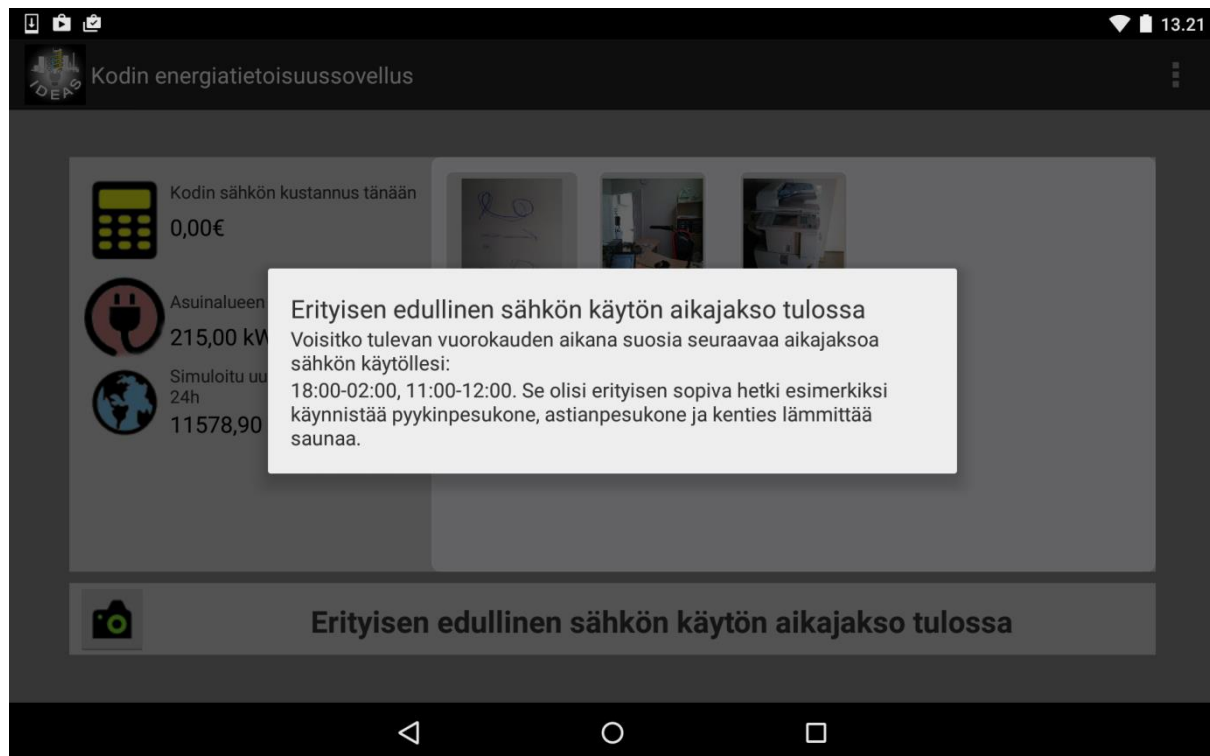 13.21
IDEAS
Kodin energiatietoisuussovellus
Kodin sähkön kustannus tänään
0,00€
Asuinalueen
215,00 kW
Simuloitu uu
24h
11578,90
Erityisen edullinen sähkön käytön aikajakso tulossa
Voisitko tulevan vuorokauden aikana suosia seuraavaa aikajaksoa
sähkön käytöllesi:
18:00-02:00, 11:00-12:00. Se olisi erityisen sopiva hetki esimerkiksi
käynnistää pyykinpesukone, astianpesukone ja kenties lämmittää
saunaa.
Erityisen edullinen sähkön käytön aikajakso tulossa